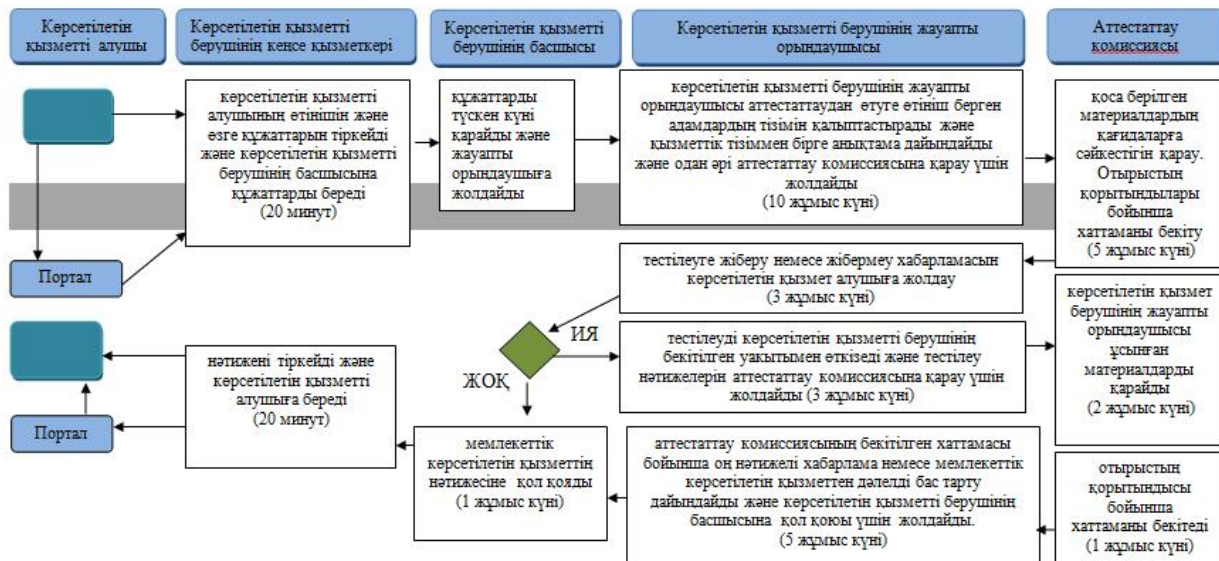 Көрсетілетін
қызметті алушы
Көрсетілетін қызметті
берушінің кеңсе қызметкері
Көрсетілетін қызметті
берушінің басшысы
Көрсетілетін қызметті берушінің жауапты
орындаушысы
Аттестаттау
комиссиясы
көрсетілетін қызметті
алушының өтінішін және
өзге құжаттарын тіркейді
және көрсетілетін қызметті
берушінің басшысына
құжаттарды береді
(20 минут)
құжаттарды
түскен күні
қарайды және
жауапты
орындаушыға
жолдайды
көрсетілетін қызметті берушінің жауапты
орындаушысы аттестаттаудан өтуге өтініш берген
адамдардың тізімін қалыптастырады және
қызметтік тізіммен бірге анықтама дайындайды
және одан әрі аттестаттау комиссиясына қарау үшін
жолдайды
(10 жұмыс күні)
қоса берілген
материалдардың
қағидаларға
сәйкестігін қарау.
Отырыстың
қорытындылары
бойынша
хаттаманы бекіту
(5 жұмыс күні)
Портал
тестілеуге жіберу немесе жібермеу хабарламасын
көрсетілетін қызмет алушыға жолдау
(3 жұмыс күні)
ИЯ
ЖОҚ
тестілеуді көрсетілетін қызметті берушінің
бекітілген уақытымен өткізеді және тестілеу
нәтижелерін аттестаттау комиссиясына қарау үшін
жолдайды (3 жұмыс күні)
көрсетілетін қызмет
берушінің жауапты
орындаушысы
ұсынған
материалдарды
қарайды
(2 жұмыс күні)
нәтижені тіркейді және
көрсетілетін қызметті
алушыға береді
(20 минут)
Портал
мемлекеттік
көрсетілетін қызметтің
нәтижесіне қол қояды
(1 жұмыс күні)
аттестаттау комиссиясының бекітілген хаттамасы
бойынша оң нәтижелі хабарлама немесе мемлекеттік
көрсетілетін қызметтен дәлелді бас тарту
дайындайды және көрсетілетін қызметті берушінің
басшысына қол қоюы үшін жолдайды.
(5 жұмыс күні)
отырыстың
қорытындысы
бойынша
хаттаманы бекітеді
(1 жұмыс күні)